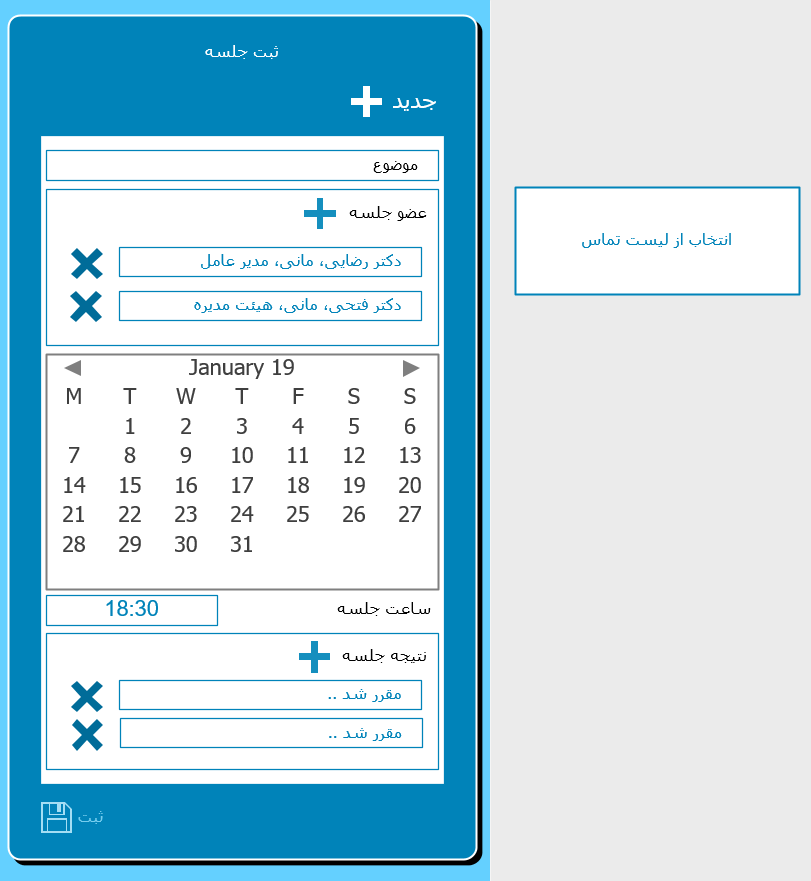 ثبت جلسه
جدید
موضوع
عضو جلسه
دکتر رضایی، مانی، مدیر عامل
دکتر فتحی، مانی، هیئت مدیره
January 19
M T W T F S S
1 2 3 4 5 6
7 8 9 10 11 12 13
14 15 16 17 18 19 20
21 22 23 24 25 26 27
28 29 30 31
ساعت جلسه
18:30
نتیجه جلسه
مقرر شد ..
مقرر شد ..
ثبت
انتخاب از لیست تماس